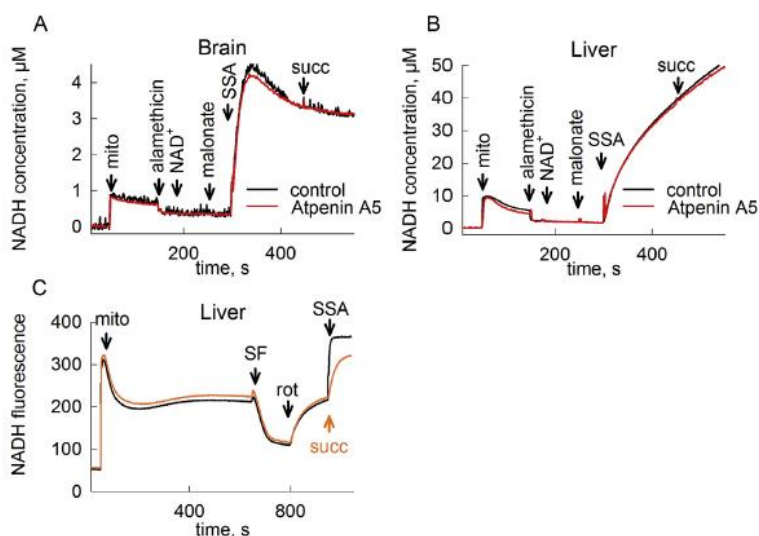 A
Brain
NADH concentration, µM
4
3
2
1
0
mito
alamethicin
NAD+
malonate
SSA
succ
control
Atpenin A5
200
400
time, s
B
Liver
NADH concentration, µM
50
40
30
20
10
0
mito
alamethicin
NAD+
malonate
SSA
succ
control
Atpenin A5
200
400
time, s
C
Liver
NADH fluorescence
400
300
200
100
0
mito
SF
rot
SSA
succ
400
800
time, s